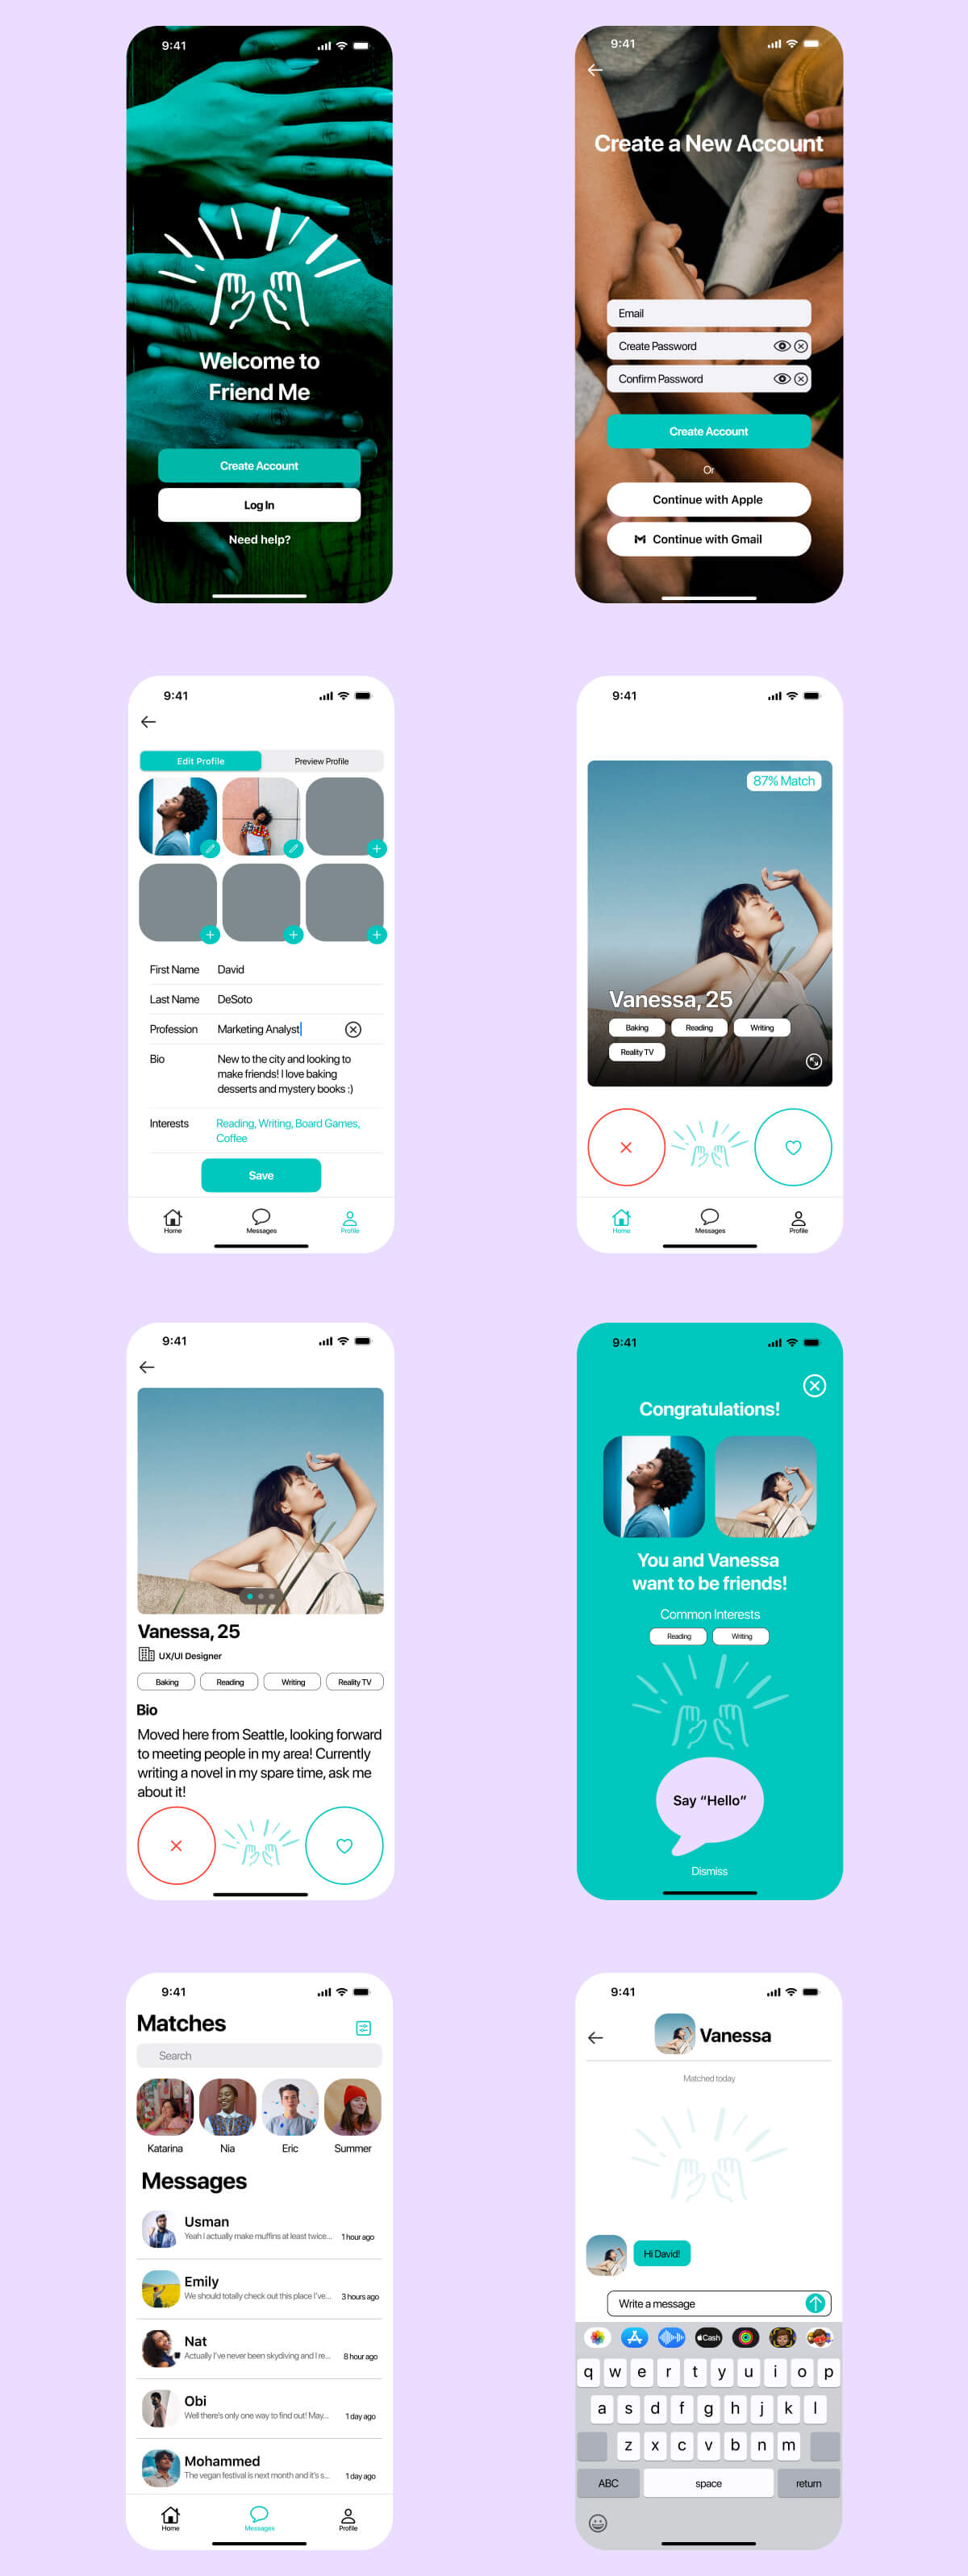 9:41
Welcome to
Friend Me
Create Account
Log In
Need help?
9:41
Create a New Account
Email
Create Password
Confirm Password
Create Account
Or
Continue with Apple
Continue with Gmail
9:41
Edit Profile
Preview Profile
First Name David
Last Name DeSoto
Profession Marketing Analyst
Bio New to the city and looking to
make friends! I love baking
desserts and mystery books :)
Interests Reading, Writing, Board Games,
Coffee
Save
Home Messages Profile
9:41
87% Match
Vanessa, 25
Baking Reading Writing
Reality TV
Home Messages Profile
9:41
Vanessa, 25
UX/UI Designer
Baking Reading Writing Reality TV
Bio
Moved here from Seattle, looking forward
to meeting people in my area! Currently
writing a novel in my spare time, ask me
about it!
9:41
Congratulations!
You and Vanessa
want to be friends!
Common Interests
Reading Writing
Say “Hello”
Dismiss
9:41
Matches
Search
Katarina Nia Eric Summer
Messages
Usman
Yeah I actually make muffins at least twice... 1 hour ago
Emily
We should totally check out this place I've... 3 hours ago
Nat
Actually I've never been skydiving and I re... 8 hour ago
Obi
Well there's only one way to find out! May... 1 day ago
Mohammed
The vegan festival is next month and it's s... 1 day ago
Home Messages Profile
9:41
Vanessa
Matched today
Hi David!
Write a message
Cash
q w e r t y u i o p
a s d f g h j k l
z x c v b n m
ABC space return